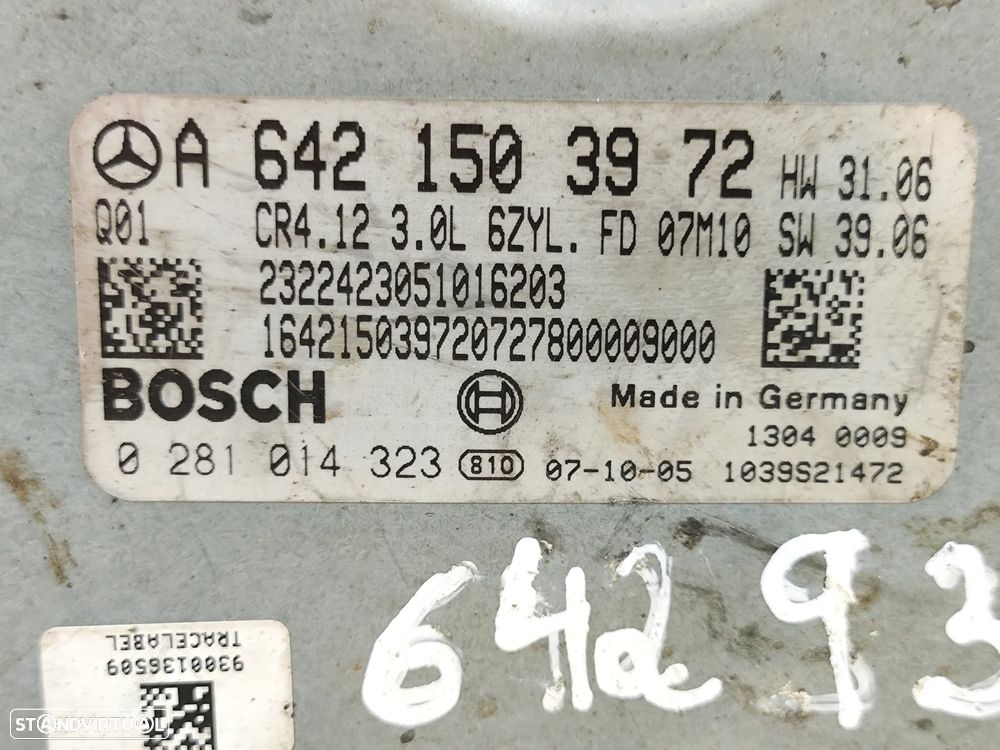 A 642 150 39 72 HW 31.06
Q01 CR4.12 3.0L 6ZYL. FD 07M10 SW 39.06
2322423051016203
164215039720727800009000
BOSCH Made in Germany
1304 0009
0 281 014 323 810 07-10-05 1039S21472
642 93
TRACELABEL
9300136509
STANDVIRTUAL